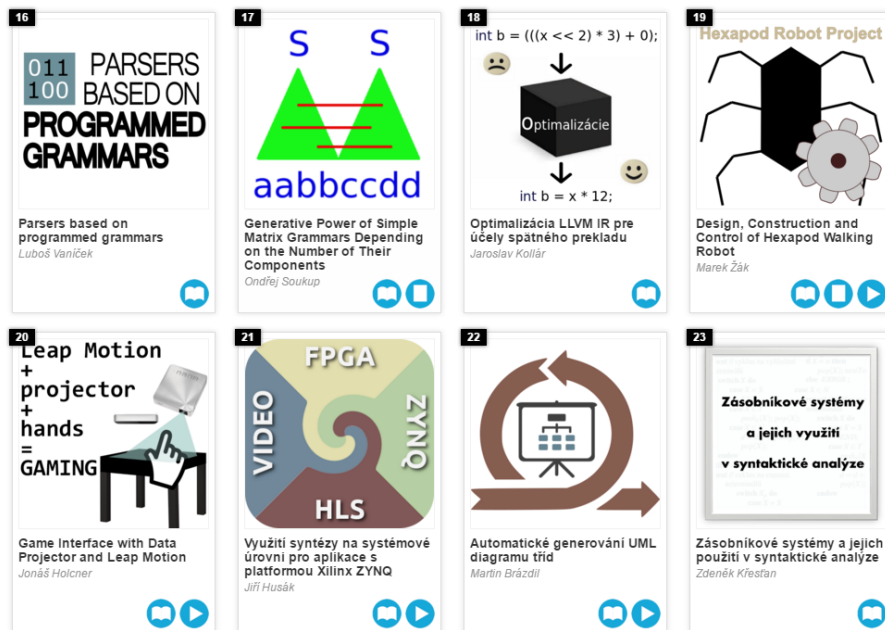 16
011
100
PARSERS
BASED ON
PROGRAMMED
GRAMMARS
Parsers based on
programmed grammars
Luboš Vaníček
17
S S
aabbccdd
Generative Power of Simple
Matrix Grammars Depending
on the Number of Their
Components
Ondřej Soukup
18
int b = (((x << 2) * 3) + 0);
Optimalizácie
int b = x * 12;
Optimalizácia LLVM IR pre
účely spätného prekladu
Jaroslav Kollár
19
Hexapod Robot Project
Design, Construction and
Control of Hexapod Walking
Robot
Marek Žák
20
Leap Motion
+
projector
+
hands
=
GAMING
Game Interface with Data
Projector and Leap Motion
Jonáš Holcner
21
FPGA
VIDEO
ZYNQ
HLS
Využití syntézy na systémové
úrovni pro aplikace s
platformou Xilinx ZYNQ
Jiří Husák
22
Automatické generování UML
diagramu tříd
Martin Brázdil
23
Zásobníkové systémy
a jejich využití
v syntaktické analýze
Zásobníkové systémy a jejich
použití v syntaktické analýze
Zdeněk Křesťan